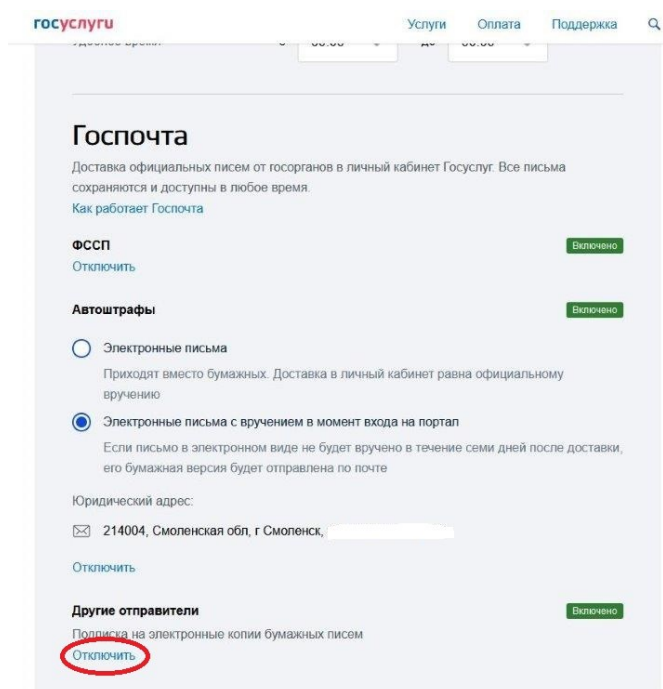 госуслуги Услуги Оплата Поддержка
Госпочта
Доставка официальных писем от госорганов в личный кабинет Госуслуг. Все письма
сохраняются и доступны в любое время.
Как работает Госпочта
ФССП Включено
Отключить
Автоштрафы Включено
Электронные письма
Приходят вместо бумажных. Доставка в личный кабинет равна официальному
вручению
Электронные письма с вручением в момент входа на портал
Если письмо в электронном виде не будет вручено в течение семи дней после доставки,
его бумажная версия будет отправлена по почте
Юридический адрес:
214004, Смоленская обл, г Смоленск,
Отключить
Другие отправители Включено
Подписка на электронные копии бумажных писем
Отключить